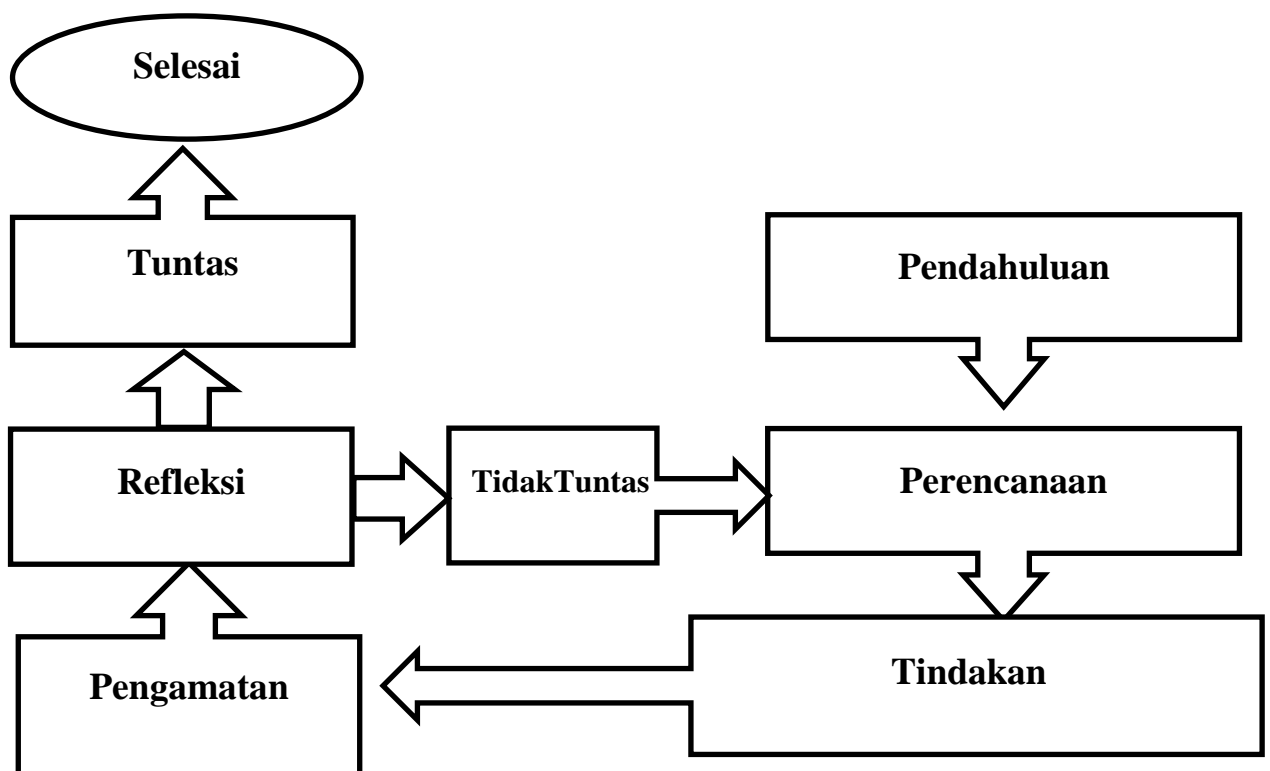 Selesai
Tuntas
Pendahuluan
Refleksi
TidakTuntas
Perencanaan
Pengamatan
Tindakan